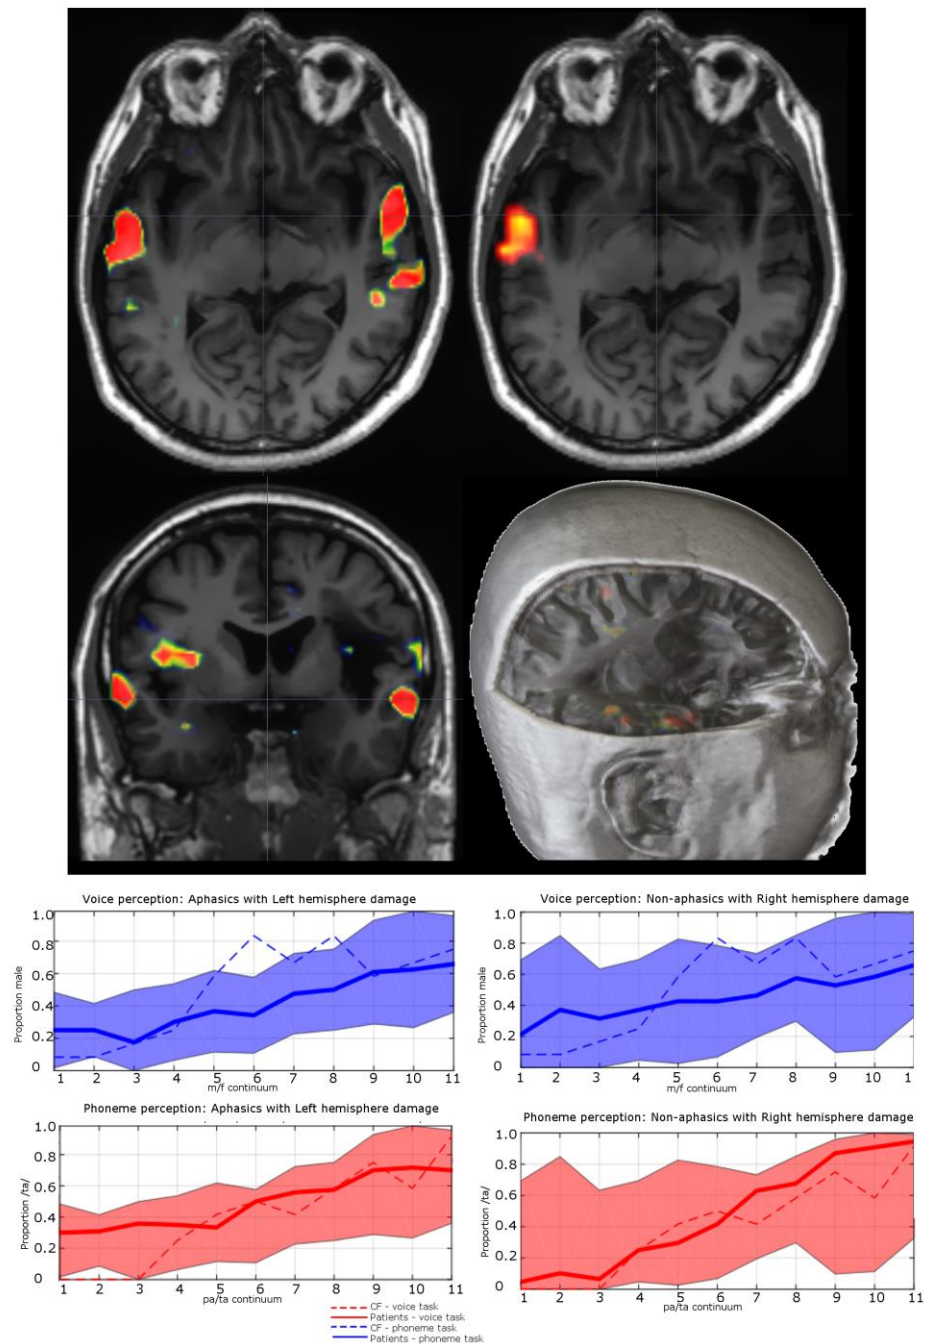 Voice perception: Aphasics with Left hemisphere damage
Proportion male
1.0
0.8
0.6
0.4
0.2
0
1 2 3 4 5 6 7 8 9 10 11
m/f continuum
Voice perception: Non-aphasics with Right hemisphere damage
Proportion male
1.0
0.8
0.6
0.4
0.2
0
1 2 3 4 5 6 7 8 9 10 1
m/f continuum
Phoneme perception: Aphasics with Left hemisphere damage
Proportion /ta/
1.0
0.8
0.6
0.4
0.2
0
1 2 3 4 5 6 7 8 9 10 11
pa/ta continuum
Phoneme perception: Non-aphasics with Right hemisphere damage
Proportion /ta/
1.0
0.8
0.6
0.4
0.2
0
1 2 3 4 5 6 7 8 9 10 11
pa/ta continuum
CF - voice task
Patients - voice task
CF - phoneme task
Patients - phoneme task